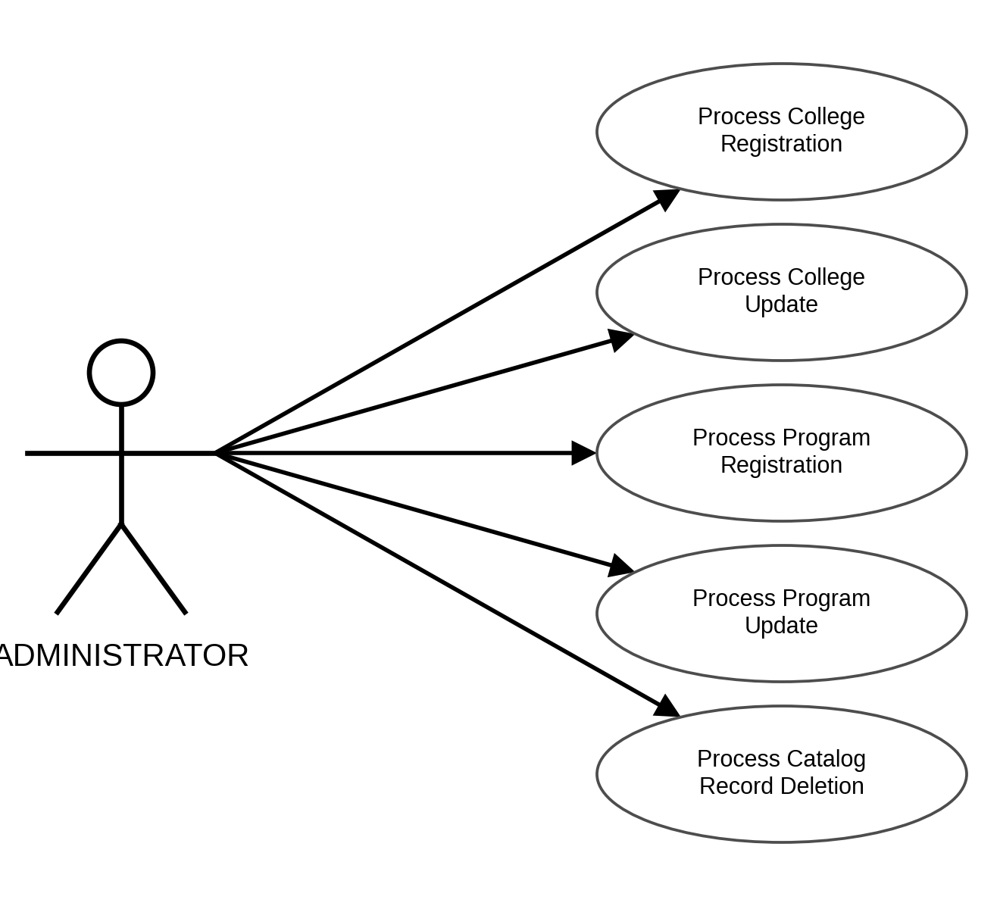 Process College
Registration
Process College
Update
Process Program
Registration
Process Program
Update
ADMINISTRATOR
Process Catalog
Record Deletion